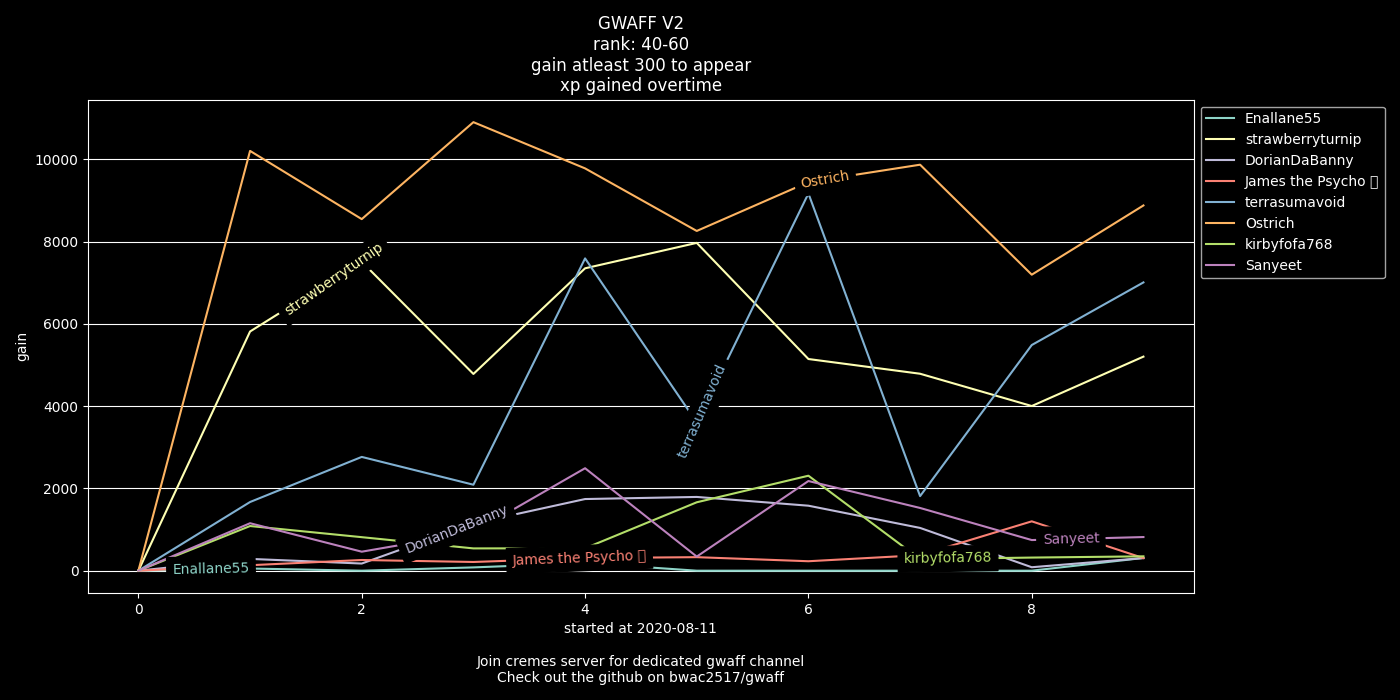 GWAFF V2
rank: 40-60
gain atleast 300 to appear
xp gained overtime
gain
10000
8000
6000
4000
2000
0
0
2
4
6
8
Ostrich
strawberryturnip
terrasumavoid
DorianDaBanny
James the Psycho
Enallane55
kirbyfofa768
Sanyeet
Enallane55
strawberryturnip
DorianDaBanny
James the Psycho
terrasumavoid
Ostrich
kirbyfofa768
Sanyeet
started at 2020-08-11
Join cremes server for dedicated gwaff channel
Check out the github on bwac2517/gwaff